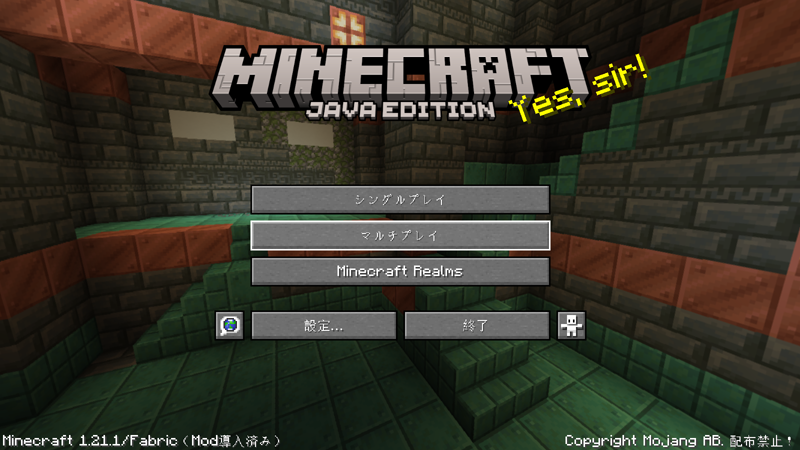 MINECRAFT
JAVA EDITION
Yes, sir!
シングルプレイ
マルチプレイ
Minecraft Realms
設定...
終了
Minecraft 1.21.1/Fabric（Mod導入済み）
Copyright Mojang AB. 配布禁止！